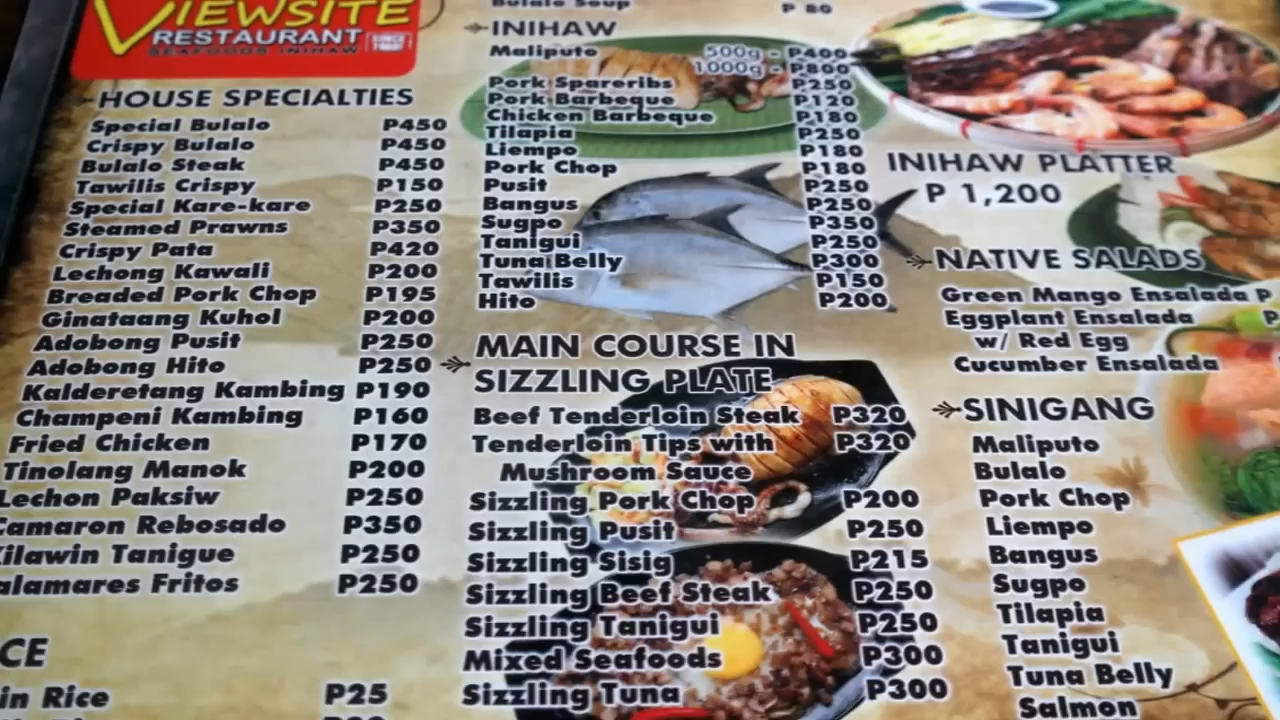 VIEWSITE
RESTAURANT
SEAFOODS INIHAW
HOUSE SPECIALTIES
Special Bulalo P450
Crispy Bulalo P450
Bulalo Steak P450
Tawilis Crispy P150
Special Kare-kare P250
Steamed Prawns P350
Crispy Pata P420
Lechong Kawali P200
Breaded Pork Chop P195
Ginataang Kuhol P200
Adobong Pusit P250
Adobong Hito P250
Kalderetang Kambing P190
Champeni Kambing P160
Fried Chicken P170
Tinolang Manok P200
Lechon Paksiw P250
Camaron Rebosado P350
Kilawin Tanigue P250
alamares Fritos P250
CE
in Rice P25
Bulalo Soup P 80
INIHAW
Maliputo 500g - P400
1000g - P800
Pork Spareribs P250
Pork Barbeque P120
Chicken Barbeque P180
Tilapia P250
Liempo P180
Pork Chop P180
Pusit P250
Bangus P250
Sugpo P350
Tanigui P250
Tuna Belly P300
Tawilis P150
Hito P200
MAIN COURSE IN
SIZZLING PLATE
Beef Tenderloin Steak P320
Tenderloin Tips with P320
Mushroom Sauce
Sizzling Pork Chop P200
Sizzling Pusit P250
Sizzling Sisig P215
Sizzling Beef Steak P250
Sizzling Tanigui P250
Mixed Seafoods P300
Sizzling Tuna P300
INIHAW PLATTER
P 1,200
NATIVE SALADS
Green Mango Ensalada P
Eggplant Ensalada P
w/ Red Egg
Cucumber Ensalada
SINIGANG
Maliputo
Bulalo
Pork Chop
Liempo
Bangus
Sugpo
Tilapia
Tanigui
Tuna Belly
Salmon